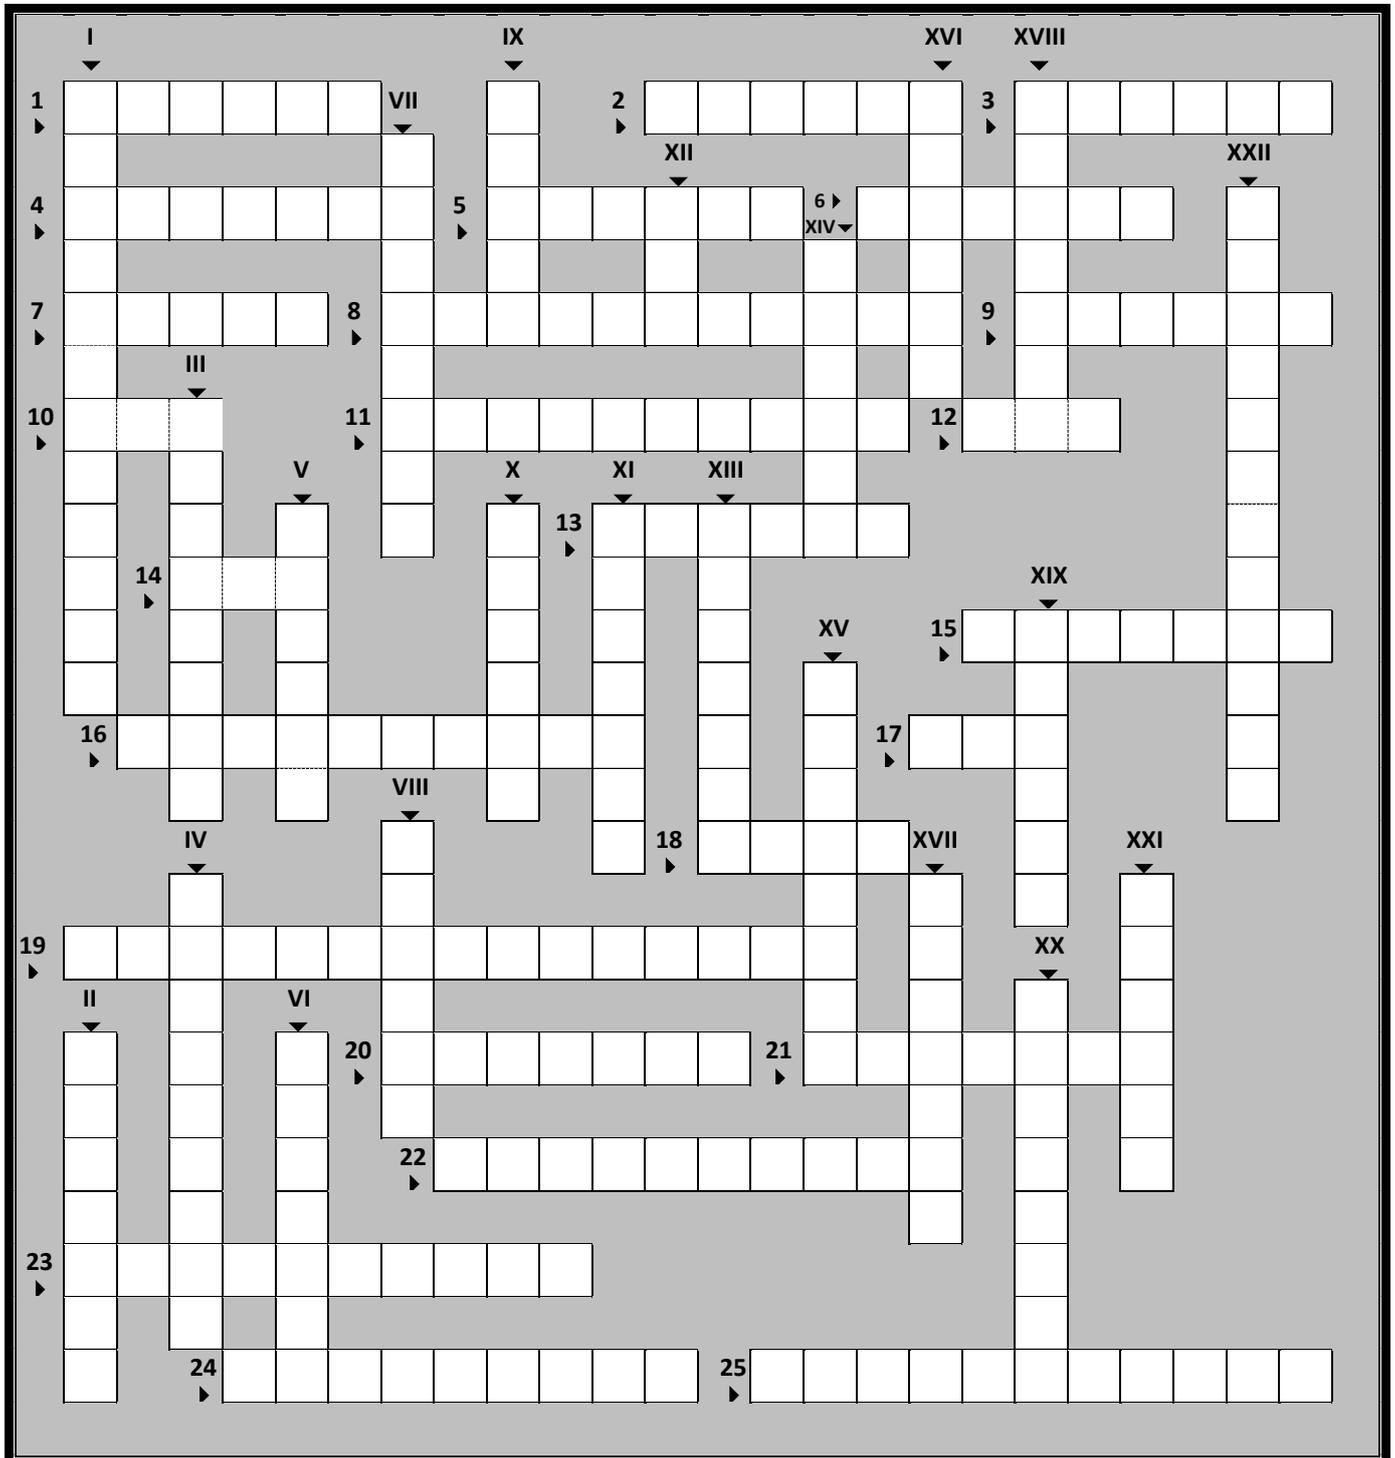 I IX XVI XVIII
1 VII 2 3
XII XXII
4 5 6
XIV
7 8 9
III
10 11 12
V X XI XIII
13
14 XIX
XV 15
16 17
VIII
IV 18 XVII XXI
19 XX
II VI
20 21
22
23
24 25